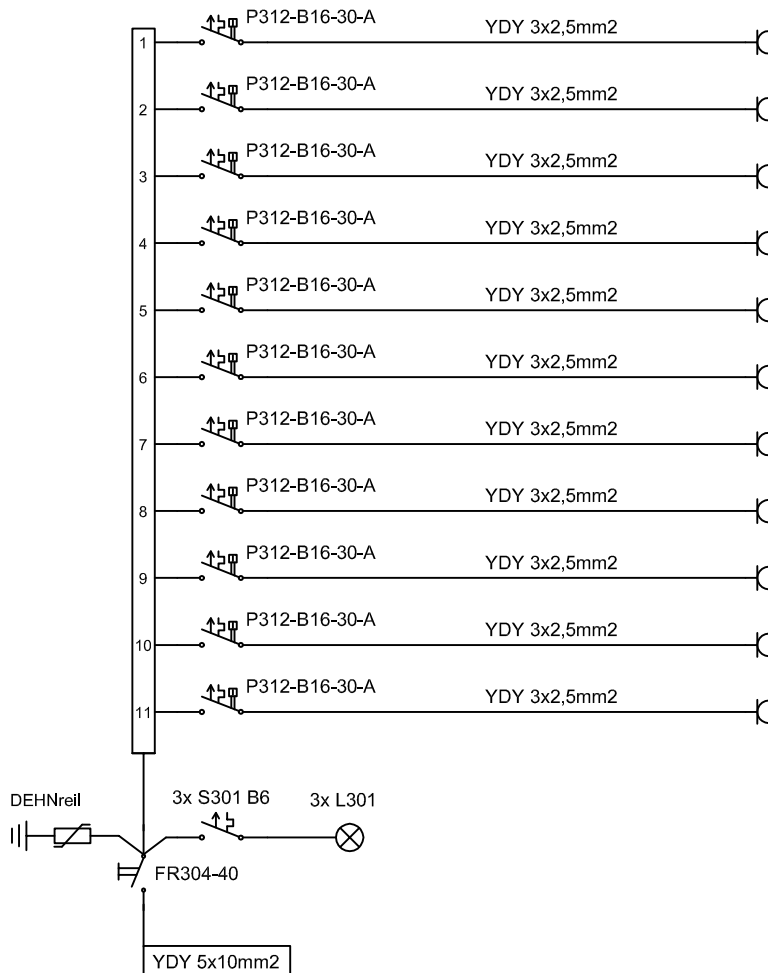 P312-B16-30-A
1 YDY 3x2,5mm2
P312-B16-30-A
2 YDY 3x2,5mm2
P312-B16-30-A
3 YDY 3x2,5mm2
P312-B16-30-A
4 YDY 3x2,5mm2
P312-B16-30-A
5 YDY 3x2,5mm2
P312-B16-30-A
6 YDY 3x2,5mm2
P312-B16-30-A
7 YDY 3x2,5mm2
P312-B16-30-A
8 YDY 3x2,5mm2
P312-B16-30-A
9 YDY 3x2,5mm2
P312-B16-30-A
10 YDY 3x2,5mm2
P312-B16-30-A
11 YDY 3x2,5mm2
DEHNreil 3x S301 B6 3x L301
FR304-40
YDY 5x10mm2